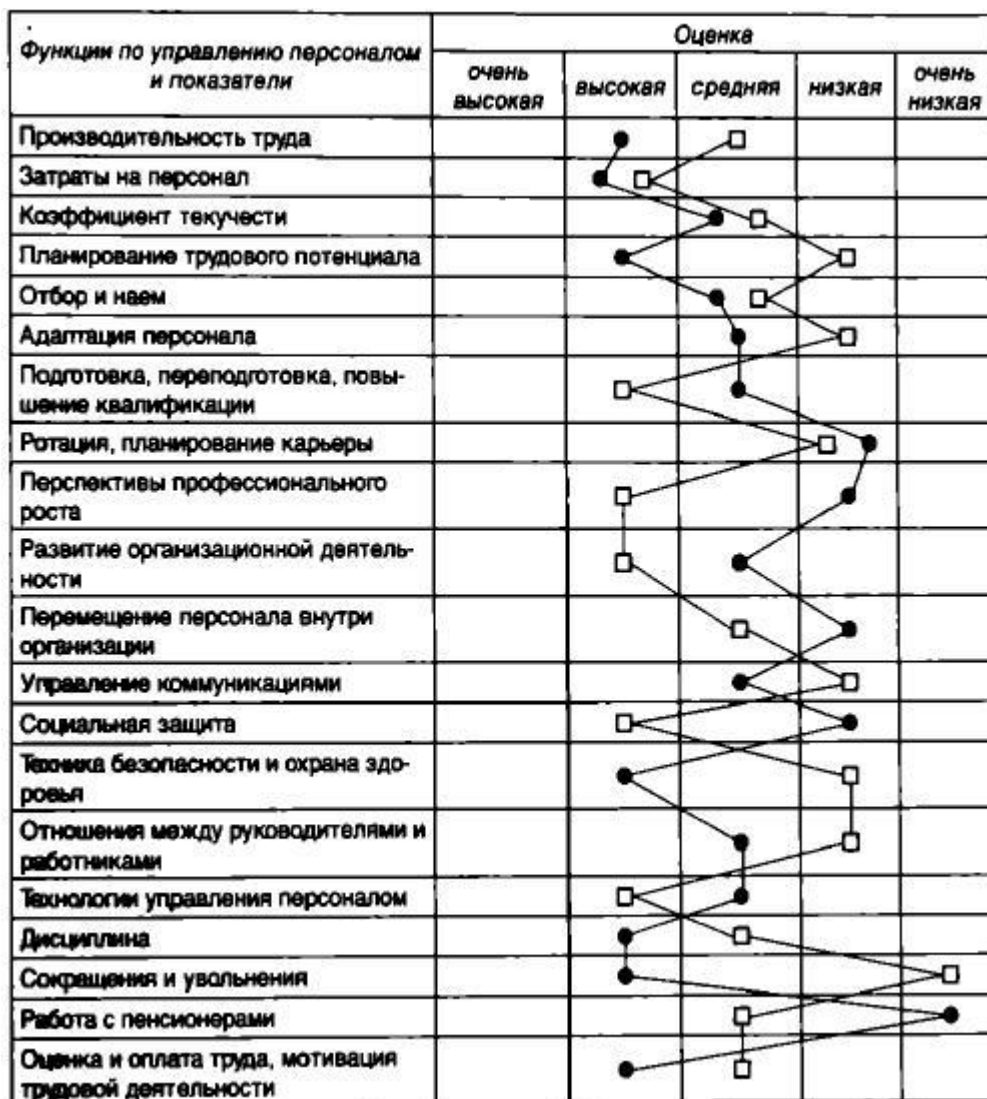 Функции по управлению персоналом
и показатели
Оценка
очень
высокая
высокая
средняя
низкая
очень
низкая
Производительность труда
Затраты на персонал
Коэффициент текучести
Планирование трудового потенциала
Отбор и наем
Адаптация персонала
Подготовка, переподготовка, повы-
шение квалификации
Ротация, планирование карьеры
Перспективы профессионального
роста
Развитие организационной деятель-
ности
Перемещение персонала внутри
организации
Управление коммуникациями
Социальная защита
Техника безопасности и охрана здо-
ровья
Отношения между руководителями и
работниками
Технологии управления персоналом
Дисциплина
Сокращения и увольнения
Работа с пенсионерами
Оценка и оплата труда, мотивация
трудовой деятельности